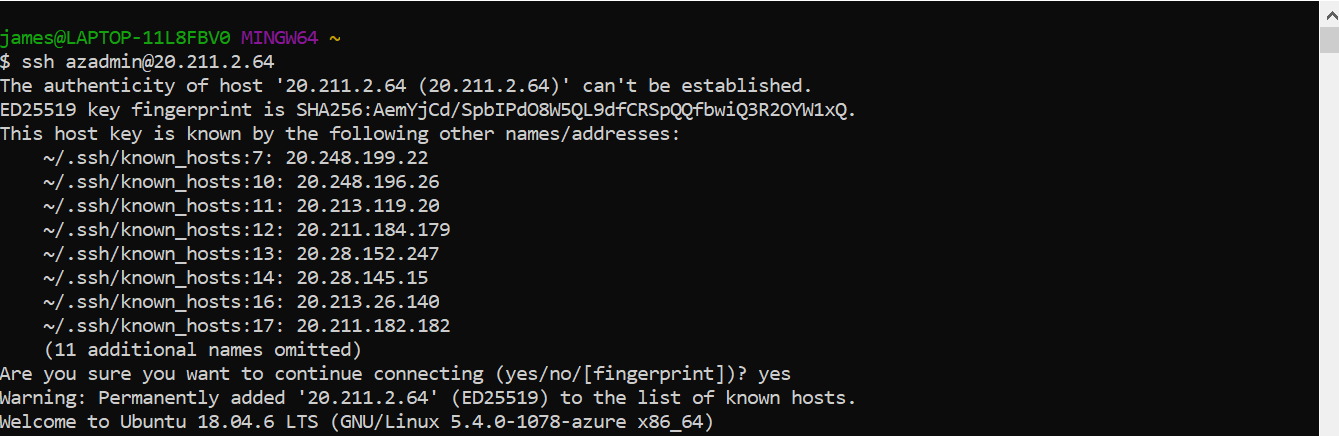 james@LAPTOP-11L8FBV0 MINGW64 ~
$ ssh azadmin@20.211.2.64
The authenticity of host '20.211.2.64 (20.211.2.64)' can't be established.
ED25519 key fingerprint is SHA256:AemYjCd/SpbIPdO8W5QL9dfCRSpQQfbwiQ3R2OYW1xQ.
This host key is known by the following other names/addresses:
    ~/.ssh/known_hosts:7: 20.248.199.22
    ~/.ssh/known_hosts:10: 20.248.196.26
    ~/.ssh/known_hosts:11: 20.213.119.20
    ~/.ssh/known_hosts:12: 20.211.184.179
    ~/.ssh/known_hosts:13: 20.28.152.247
    ~/.ssh/known_hosts:14: 20.28.145.15
    ~/.ssh/known_hosts:16: 20.213.26.140
    ~/.ssh/known_hosts:17: 20.211.182.182
    (11 additional names omitted)
Are you sure you want to continue connecting (yes/no/[fingerprint])? yes
Warning: Permanently added '20.211.2.64' (ED25519) to the list of known hosts.
Welcome to Ubuntu 18.04.6 LTS (GNU/Linux 5.4.0-1078-azure x86_64)